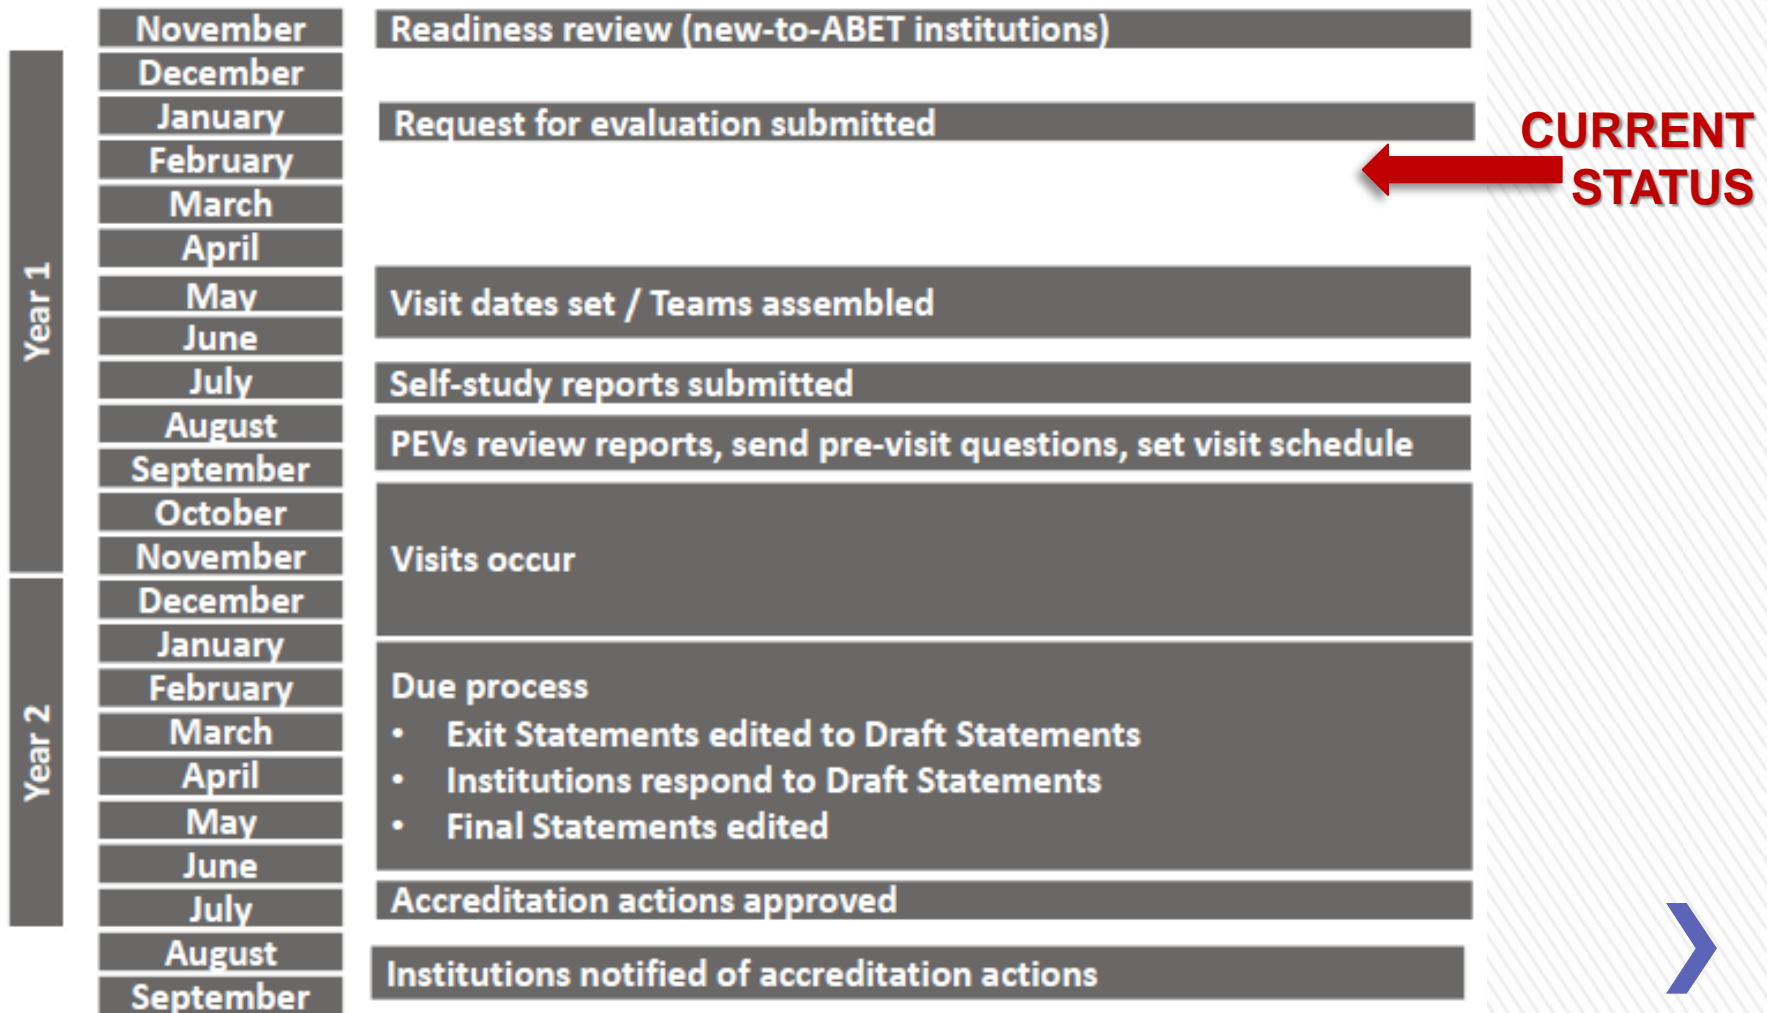 November Readiness review (new-to-ABET institutions)
December
January Request for evaluation submitted
CURRENT
February
STATUS
March
April
Year 1
May Visit dates set / Teams assembled
June
July Self-study reports submitted
August PEVs review reports, send pre-visit questions, set visit schedule
September
October
November Visits occur
December
January
February Due process
March • Exit Statements edited to Draft Statements
Year 2
April • Institutions respond to Draft Statements
May • Final Statements edited
June
July Accreditation actions approved
August Institutions notified of accreditation actions
September